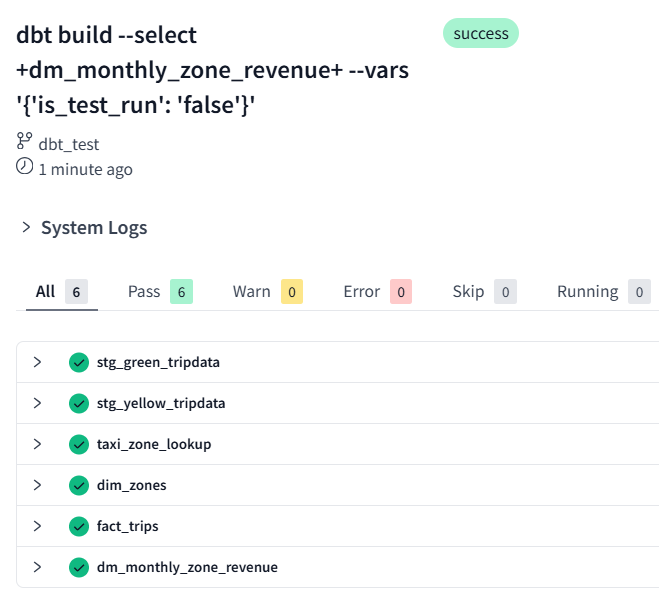 dbt build --select
+dm_monthly_zone_revenue+ --vars
'{'is_test_run': 'false'}'
success
dbt_test
1 minute ago
System Logs
All 6 Pass 6 Warn 0 Error 0 Skip 0 Running 0
stg_green_tripdata
stg_yellow_tripdata
taxi_zone_lookup
dim_zones
fact_trips
dm_monthly_zone_revenue